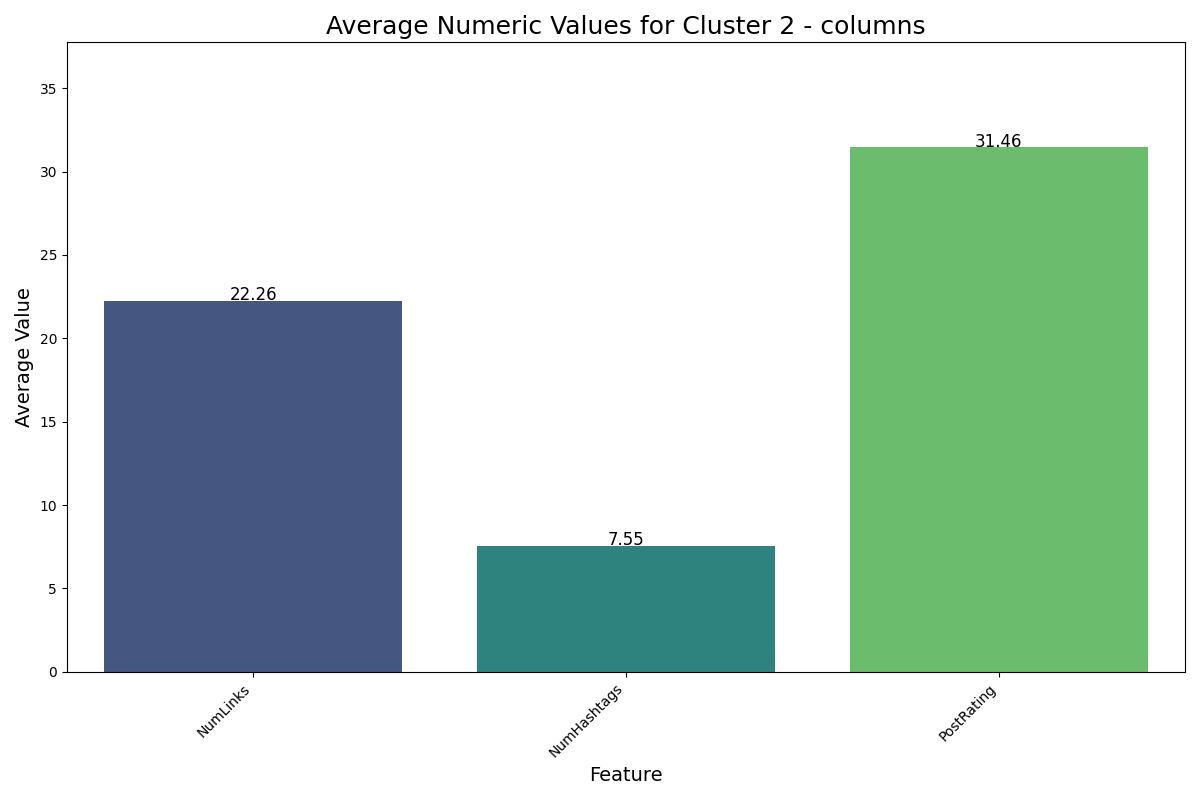 Average Numeric Values for Cluster 2 - columns
35
30
25
20
15
10
5
0
Average Value
22.26
7.55
31.46
NumLinks
NumHashtags
PostRating
Feature